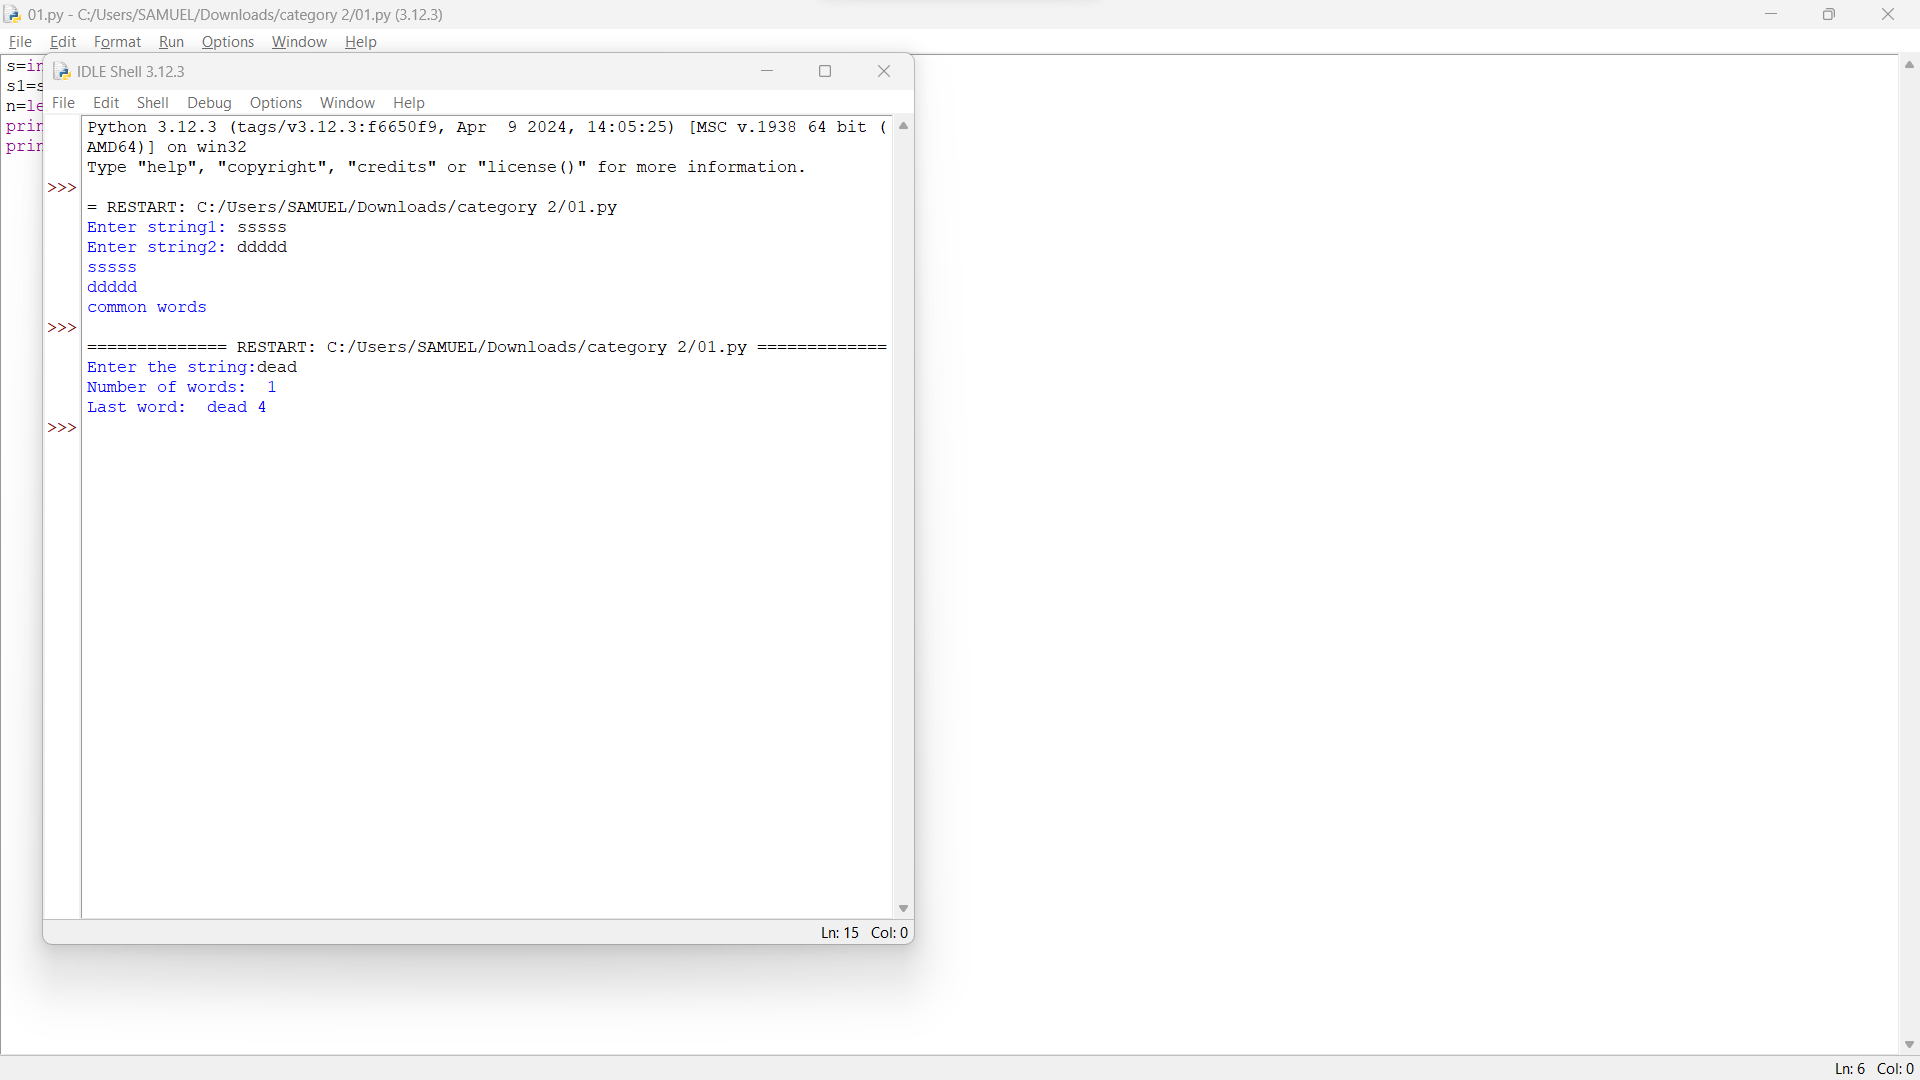 01.py - C:/Users/SAMUEL/Downloads/category 2/01.py (3.12.3)
File Edit Format Run Options Window Help
s=in
s1=s
n=le
prin
prin
IDLE Shell 3.12.3
File Edit Shell Debug Options Window Help
Python 3.12.3 (tags/v3.12.3:f6650f9, Apr  9 2024, 14:05:25) [MSC v.1938 64 bit (
AMD64)] on win32
Type "help", "copyright", "credits" or "license()" for more information.
>>>
= RESTART: C:/Users/SAMUEL/Downloads/category 2/01.py
Enter string1: sssss
Enter string2: ddddd
sssss
ddddd
common words
>>>
============== RESTART: C:/Users/SAMUEL/Downloads/category 2/01.py =============
Enter the string:dead
Number of words:  1
Last word:  dead 4
>>>
Ln: 15 Col: 0
Ln: 6 Col: 0